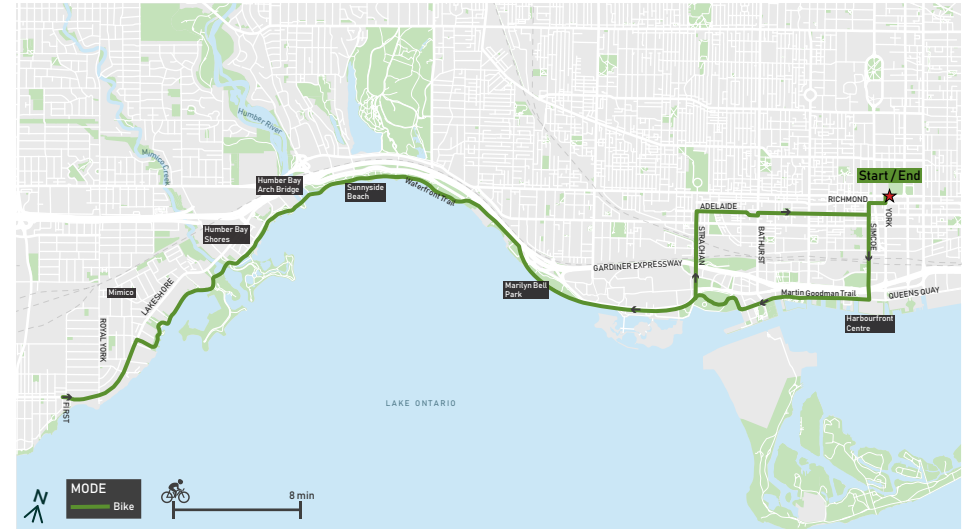 Humber River
Mimico Creek
Start / End
Humber Bay
Arch Bridge
Sunnyside
Beach
Waterfront Trail
RICHMOND
ADELAIDE
YORK
Humber Bay
Shores
STRACHAN
BATHURST
SIMCOE
GARDINER EXPRESSWAY
Mimico
LAKESHORE
Marilyn Bell
Park
Martin Goodman Trail
QUEENS QUAY
Harbourfront
Centre
ROYAL YORK
FIRST
LAKE ONTARIO
N
MODE
Bike
8 min